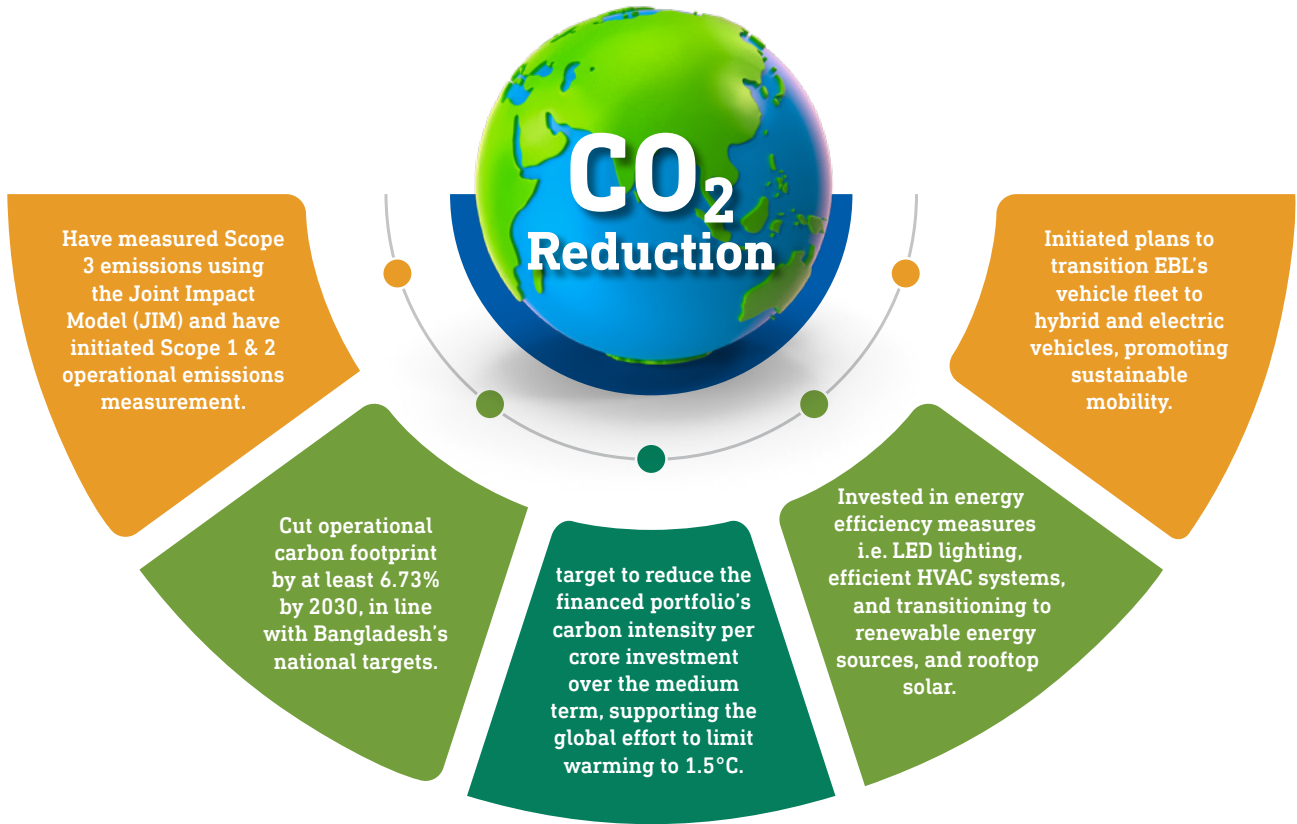 CO2
Reduction
Have measured Scope
3 emissions using
the Joint Impact
Model (JIM) and have
initiated Scope 1 & 2
operational emissions
measurement.
Cut operational
carbon footprint
by at least 6.73%
by 2030, in line
with Bangladesh's
national targets.
target to reduce the
financed portfolio's
carbon intensity per
crore investment
over the medium
term, supporting the
global effort to limit
warming to 1.5°C.
Invested in energy
efficiency measures
i.e. LED lighting,
efficient HVAC systems,
and transitioning to
renewable energy
sources, and rooftop
solar.
Initiated plans to
transition EBL's
vehicle fleet to
hybrid and electric
vehicles, promoting
sustainable
mobility.